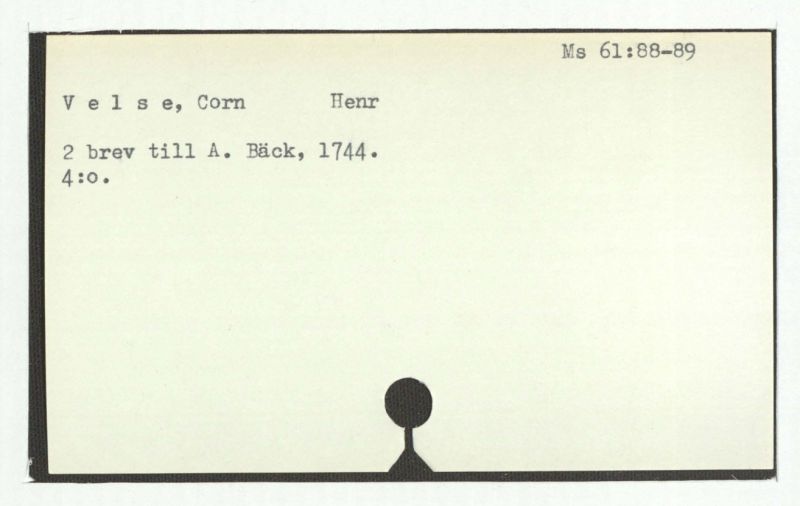 Ms 61:88-89
V e l s e, Corn Henr
2 brev till A. Bäck, 1744.
4:o.